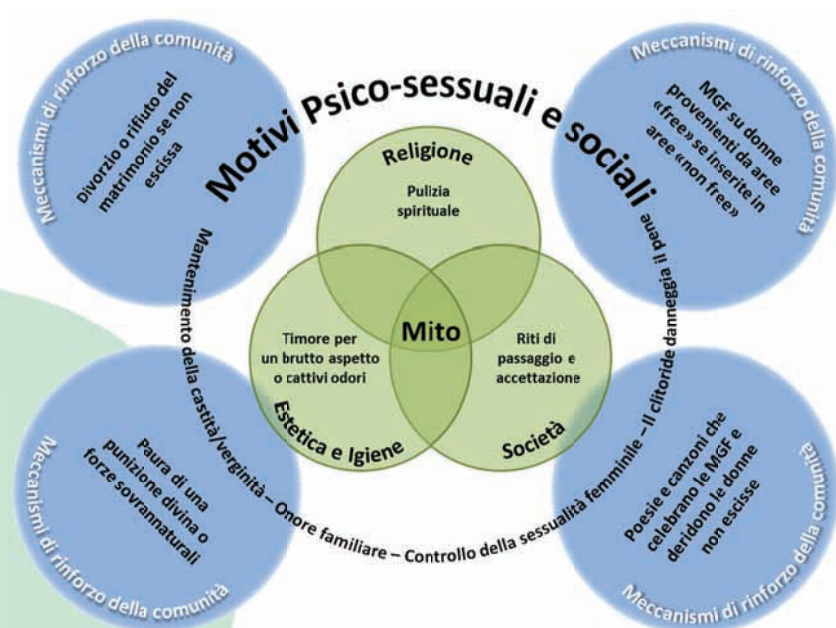 Meccanismi di rinforzo della comunità
Divorzio o rifiuto del
matrimonio se non
escissa
Meccanismi di rinforzo della comunità
MGF su donne
provenienti da aree
«free» se inserite in
aree «non free»
Motivi Psico-sessuali e sociali
Religione
Pulizia
spirituale
Mito
Timore per
un brutto aspetto
o cattivi odori
Estetica e Igiene
Riti di
passaggio e
accettazione
Società
Mantenimento della castità/verginità – Onore familiare – Controllo della sessualità femminile – Il clitoride danneggia il pene
Meccanismi di rinforzo della comunità
Paura di una
punizione divina o
forze sovrannaturali
Poesie e canzoni che
celebrano le MGF e
deridono le donne
non escisse
Meccanismi di rinforzo della comunità